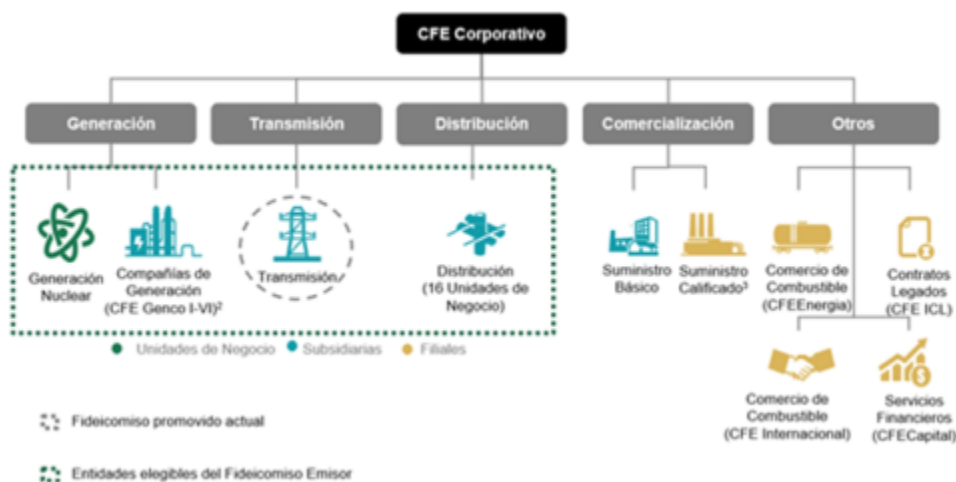 CFE Corporativo
Generación
Transmisión
Distribución
Comercialización
Otros
Generación
Nuclear
Compañías de
Generación
(CFE Genco I-VI)²
Transmisión
Distribución
(16 Unidades de
Negocio)
Suministro
Básico
Suministro
Calificado³
Comercio de
Combustible
(CFEEnergia)
Contratos
Legados
(CFE ICL)
Unidades de Negocio
Subsidiarias
Filiales
Comercio de
Combustible
(CFE Internacional)
Servicios
Financieros
(CFECapital)
Fideicomiso promovido actual
Entidades elegibles del Fideicomiso Emisor